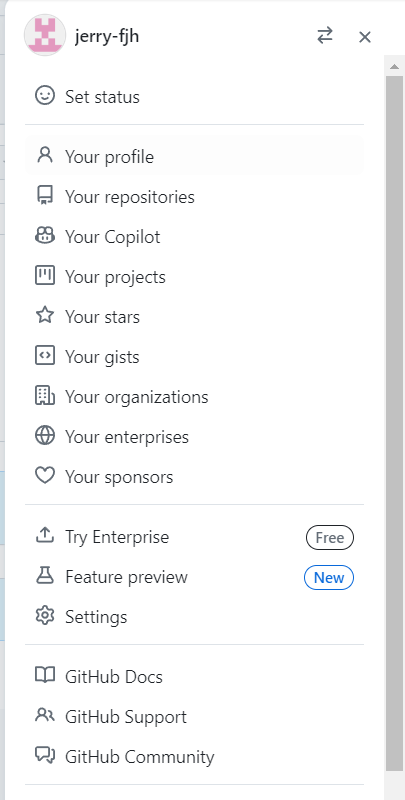 jerry-fjh
Set status
Your profile
Your repositories
Your Copilot
Your projects
Your stars
Your gists
Your organizations
Your enterprises
Your sponsors
Try Enterprise Free
Feature preview New
Settings
GitHub Docs
GitHub Support
GitHub Community